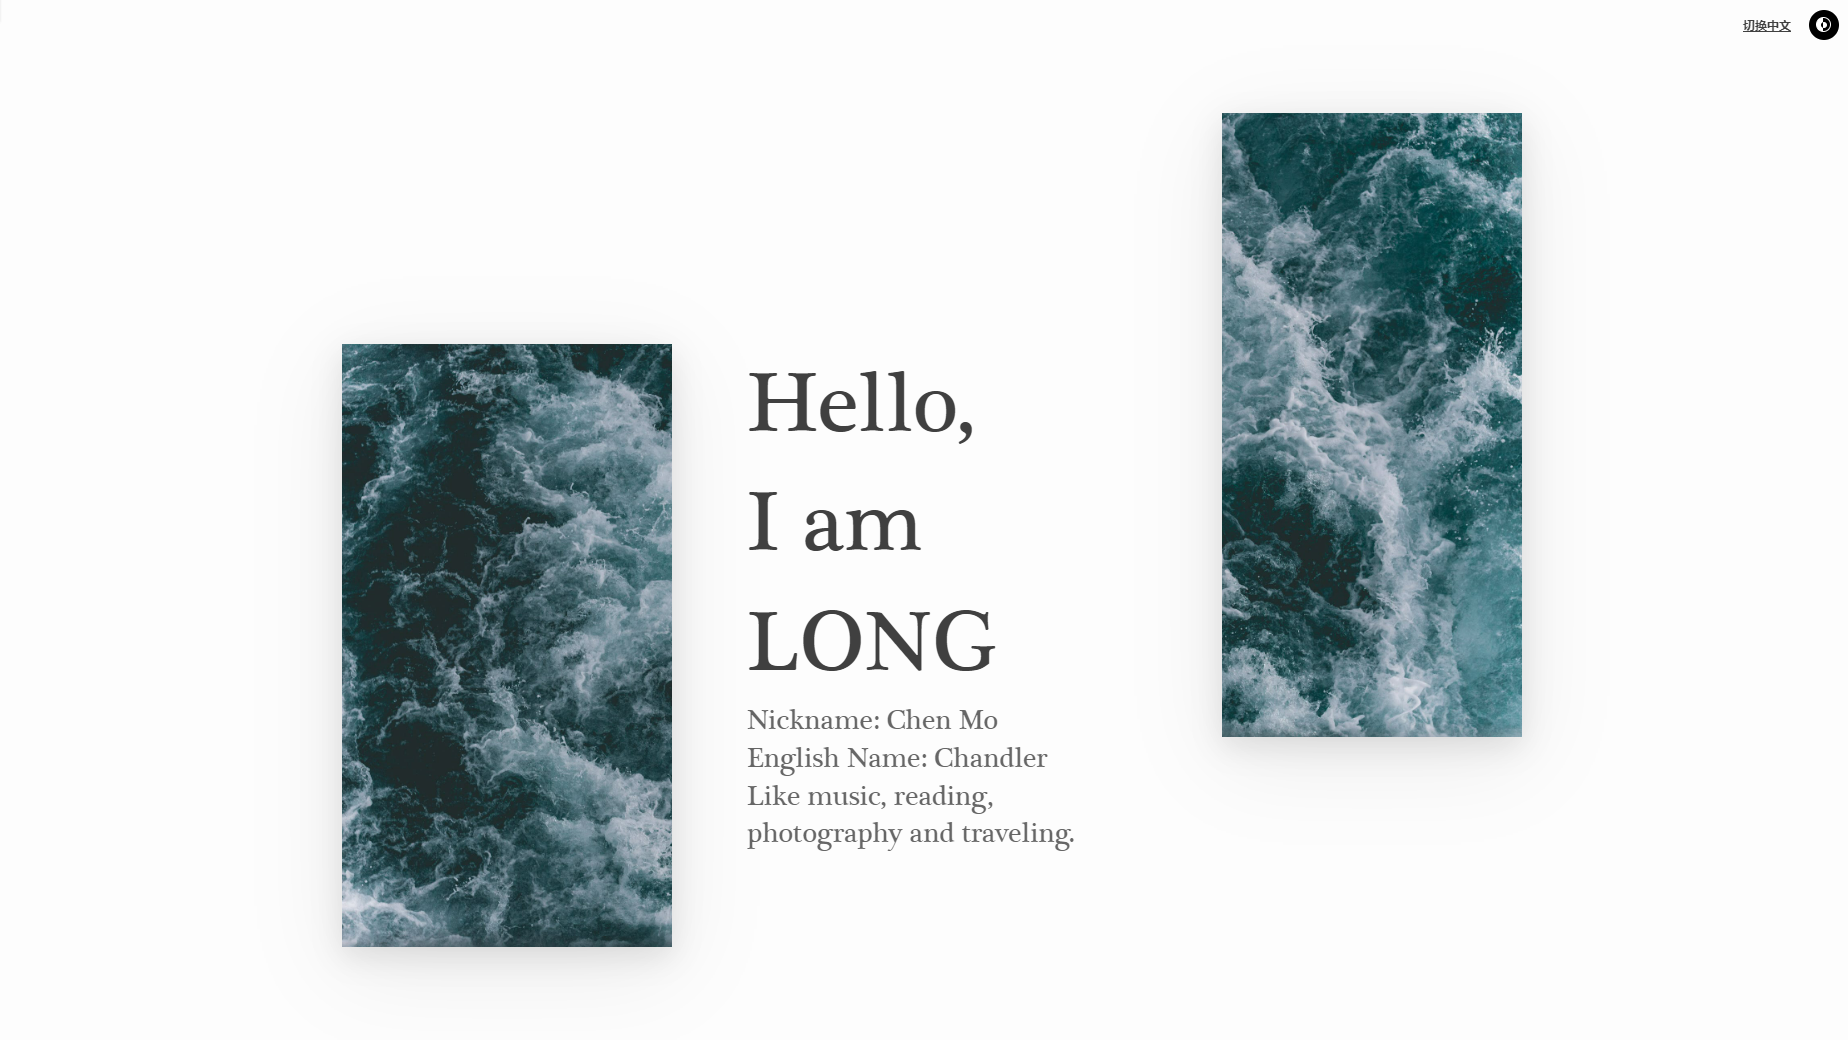 切换中文
Hello,
I am
LONG
Nickname: Chen Mo
English Name: Chandler
Like music, reading,
photography and traveling.